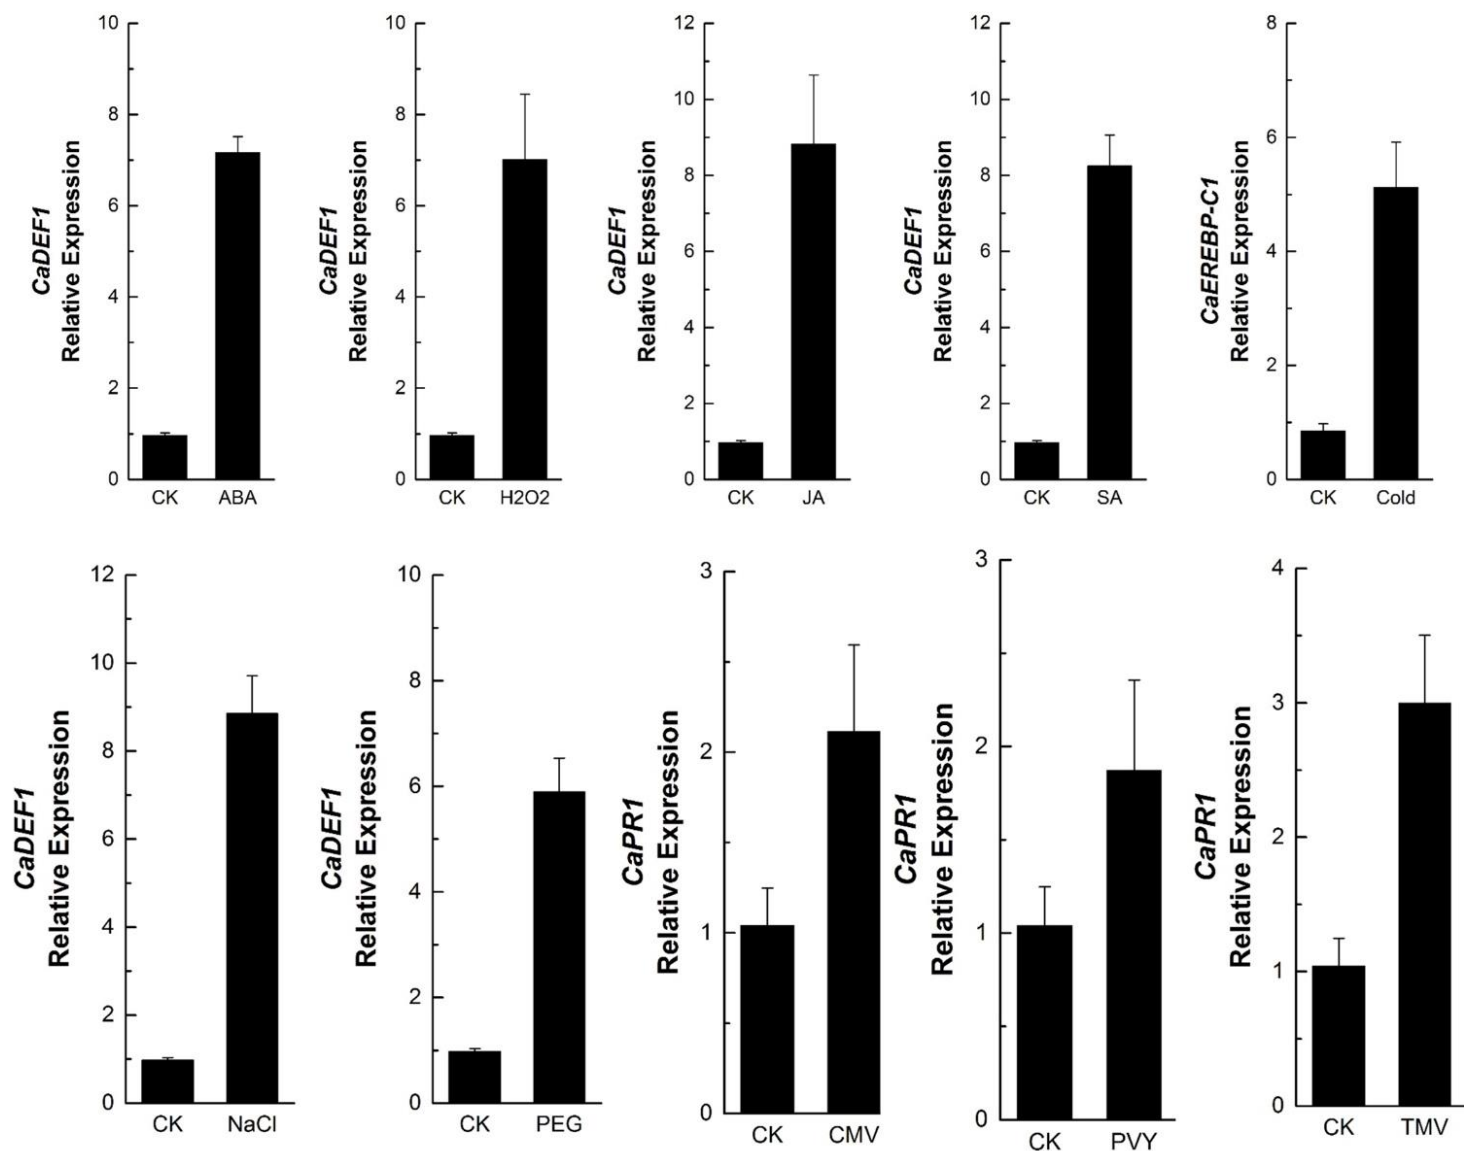 CaDEF1
Relative Expression
10
8
6
4
2
0
CK ABA
CaDEF1
Relative Expression
10
8
6
4
2
0
CK H2O2
CaDEF1
Relative Expression
12
10
8
6
4
2
0
CK JA
CaDEF1
Relative Expression
12
10
8
6
4
2
0
CK SA
CaEREBP-C1
Relative Expression
8
6
4
2
0
CK Cold
CaDEF1
Relative Expression
12
10
8
6
4
2
0
CK NaCl
CaDEF1
Relative Expression
10
8
6
4
2
0
CK PEG
CaPR1
Relative Expression
3
2
1
0
CK CMV
CaPR1
Relative Expression
3
2
1
0
CK PVY
CaPR1
Relative Expression
4
3
2
1
0
CK TMV